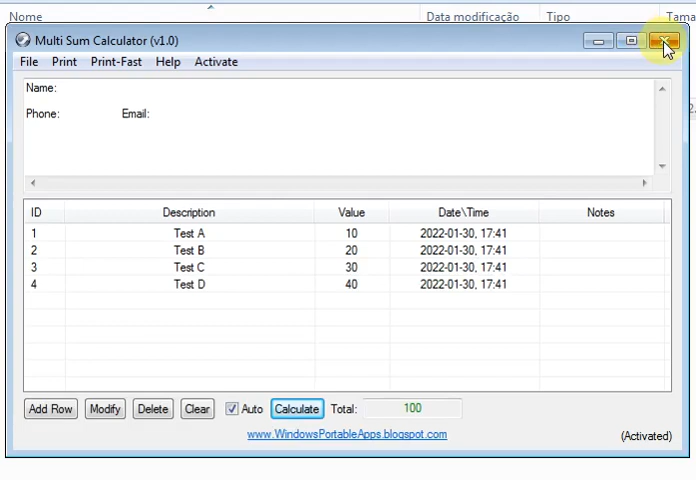 Nome Data modificação Tipo Tama
Multi Sum Calculator (v1.0)
File Print Print-Fast Help Activate
Name:
Phone: Email:
ID Description Value Date\Time Notes
1 Test A 10 2022-01-30, 17:41
2 Test B 20 2022-01-30, 17:41
3 Test C 30 2022-01-30, 17:41
4 Test D 40 2022-01-30, 17:41
Add Row Modify Delete Clear Auto Calculate Total: 100
www.WindowsPortableApps.blogspot.com
(Activated)